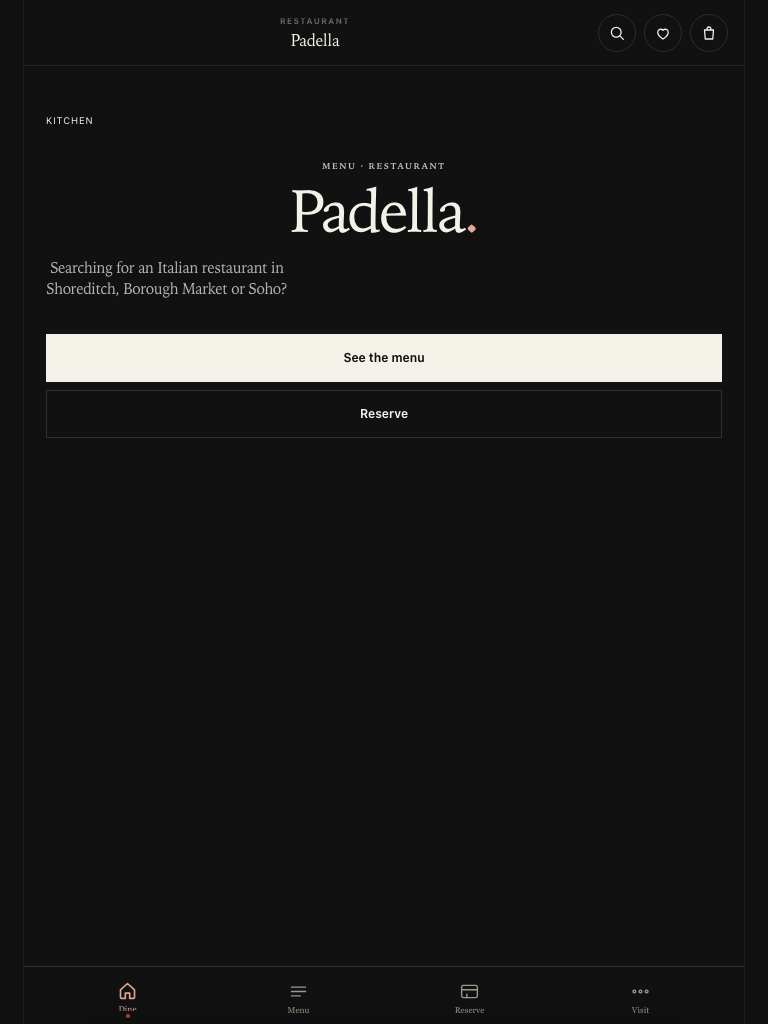 RESTAURANT
Padella
KITCHEN
MENU · RESTAURANT
Padella.
Searching for an Italian restaurant in
Shoreditch, Borough Market or Soho?
See the menu
Reserve
Dine
Menu
Reserve
Visit